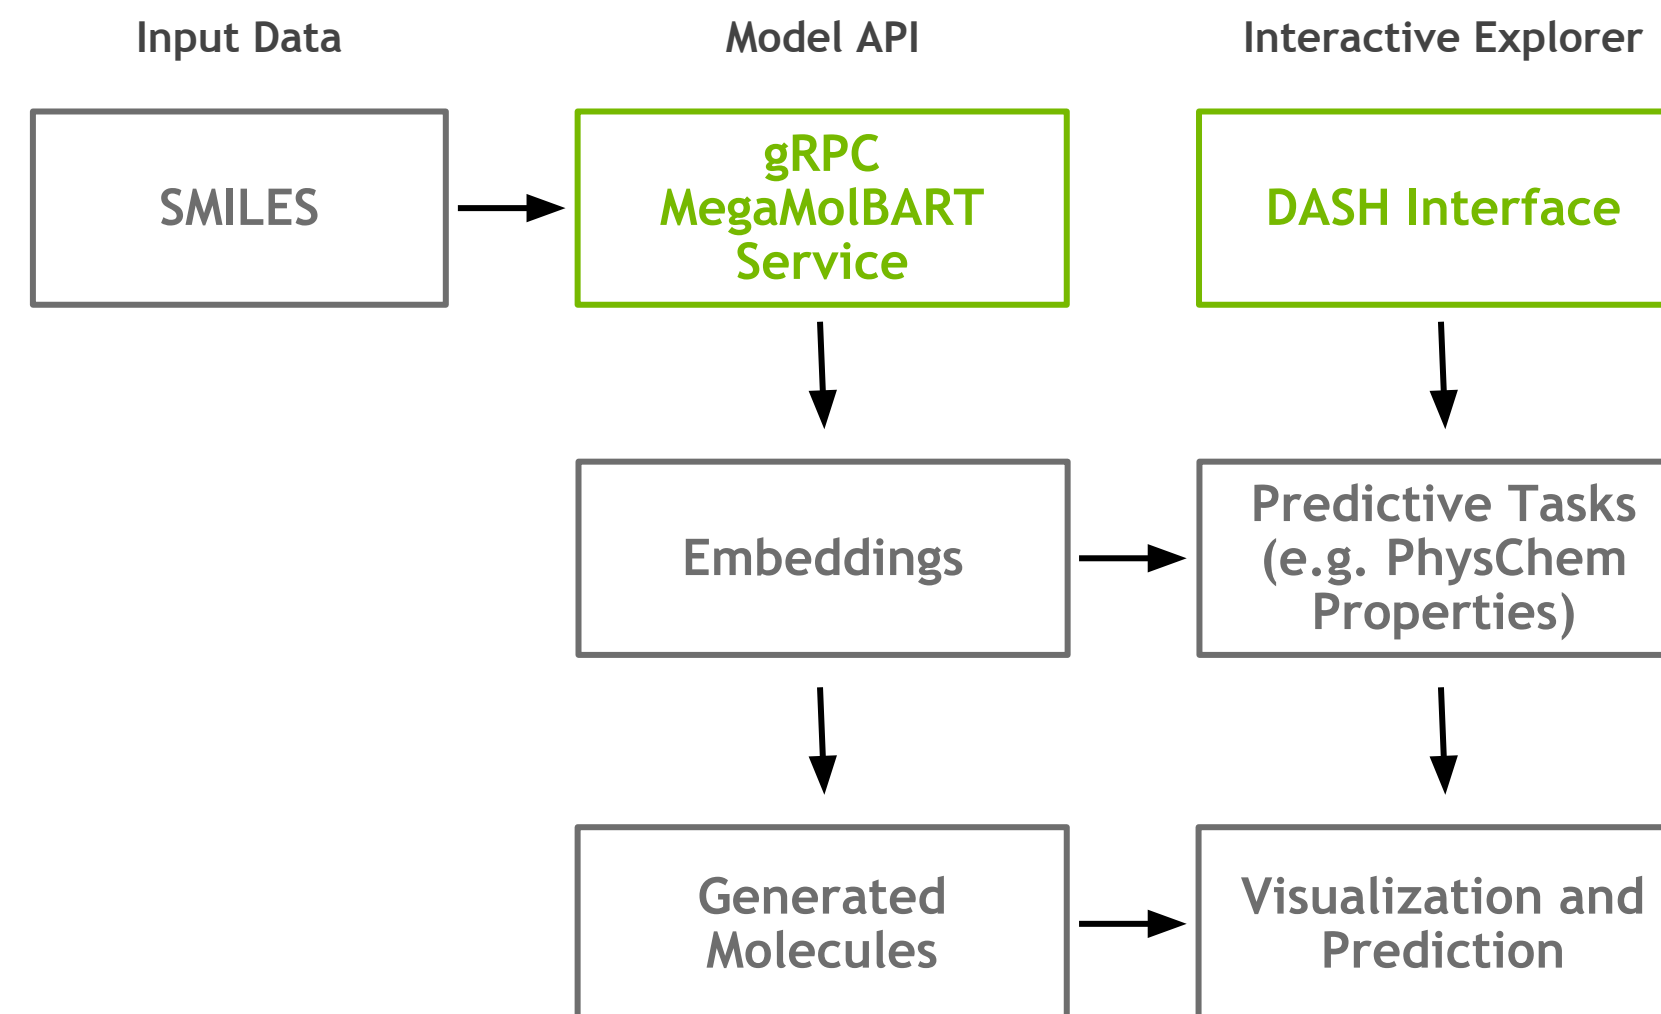 Input Data
Model API
Interactive Explorer
SMILES
gRPC
MegaMolBART
Service
DASH Interface
Embeddings
Predictive Tasks
(e.g. PhysChem
Properties)
Generated
Molecules
Visualization and
Prediction